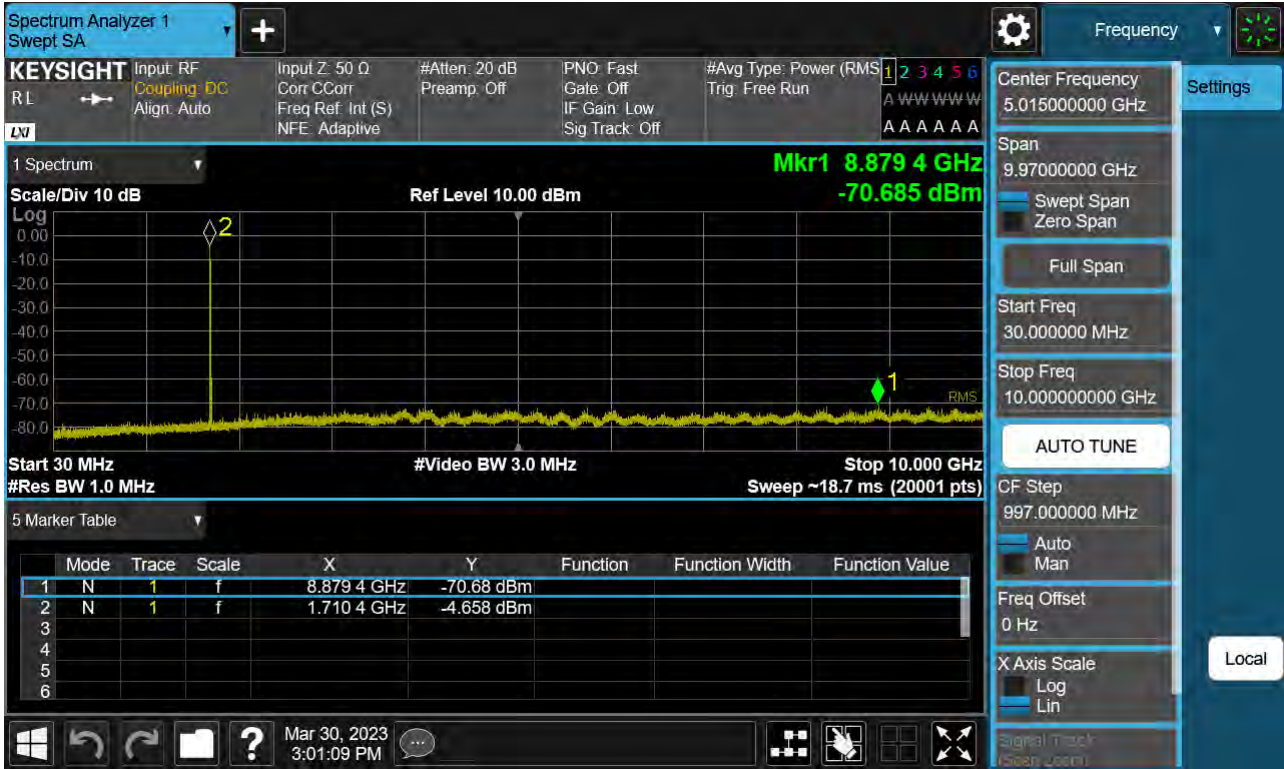 Spectrum Analyzer 1
Swept SA
+
Frequency
KEYSIGHT
R L
LXI
Input: RF
Coupling: DC
Align: Auto
Input Z: 50 Ω
Corr CCorr
Freq Ref: Int (S)
NFE: Adaptive
#Atten: 20 dB
Preamp: Off
PNO: Fast
Gate: Off
IF Gain: Low
Sig Track: Off
#Avg Type: Power (RMS
Trig: Free Run
1 2 3 4 5 6
A W W W W W
A A A A A A
1 Spectrum
Mkr1 8.879 4 GHz
Scale/Div 10 dB
Ref Level 10.00 dBm
-70.685 dBm
Log
0.00
-10.0
-20.0
-30.0
-40.0
-50.0
-60.0
-70.0
-80.0
2
1
RMS
Start 30 MHz
#Video BW 3.0 MHz
Stop 10.000 GHz
#Res BW 1.0 MHz
Sweep ~18.7 ms (20001 pts)
5 Marker Table
Mode Trace Scale X Y Function Function Width Function Value
1 N 1 f 8.879 4 GHz -70.68 dBm
2 N 1 f 1.710 4 GHz -4.658 dBm
3
4
5
6
Mar 30, 2023
3:01:09 PM
?
Center Frequency
5.015000000 GHz
Settings
Span
9.97000000 GHz
Swept Span
Zero Span
Full Span
Start Freq
30.000000 MHz
Stop Freq
10.000000000 GHz
AUTO TUNE
CF Step
997.000000 MHz
Auto
Man
Freq Offset
0 Hz
X Axis Scale
Log
Lin
Local
Signal Track
(Span Zoom)